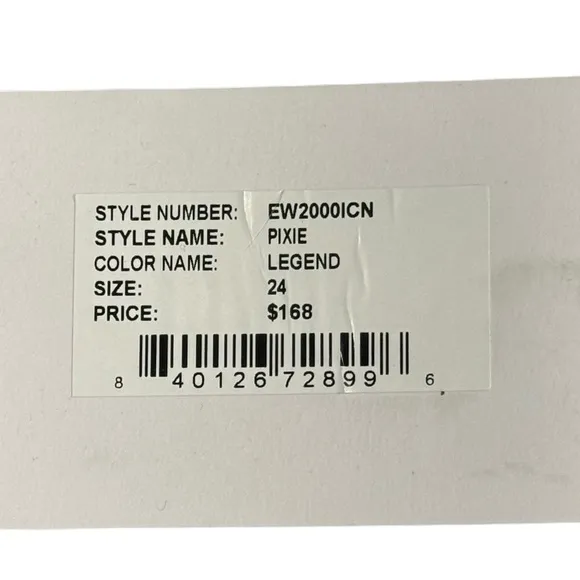 STYLE NUMBER: EW2000ICN
STYLE NAME: PIXIE
COLOR NAME: LEGEND
SIZE: 24
PRICE: $168
8 40126 72899 6